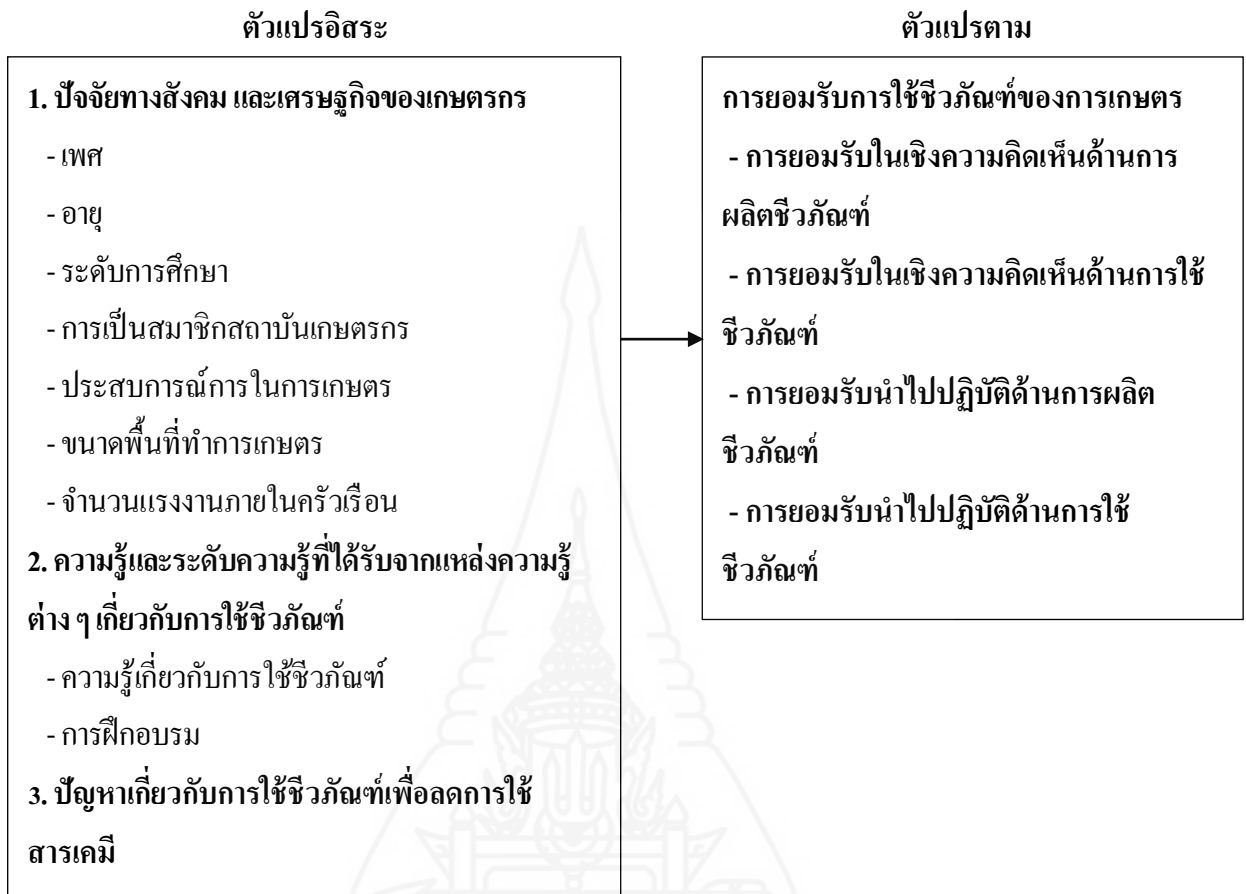 ตัวแปรอิสระ
1. ปัจจัยทางสังคม และเศรษฐกิจของเกษตรกร
- เพศ
- อายุ
- ระดับการศึกษา
- การเป็นสมาชิกสถาบันเกษตรกร
- ประสบการณ์การในการเกษตร
- ขนาดพื้นที่ทำการเกษตร
- จำนวนแรงงานภายในครัวเรือน
2. ความรู้และระดับความรู้ที่ได้รับจากแหล่งความรู้
ต่าง ๆ เกี่ยวกับการใช้ชีวภัณฑ์
- ความรู้เกี่ยวกับการใช้ชีวภัณฑ์
- การฝึกอบรม
3. ปัญหาเกี่ยวกับการใช้ชีวภัณฑ์เพื่อลดการใช้
สารเคมี
ตัวแปรตาม
การยอมรับการใช้ชีวภัณฑ์ของการเกษตร
- การยอมรับในเชิงความคิดเห็นด้านการ
ผลิตชีวภัณฑ์
- การยอมรับในเชิงความคิดเห็นด้านการใช้
ชีวภัณฑ์
- การยอมรับนำไปปฏิบัติด้านการผลิต
ชีวภัณฑ์
- การยอมรับนำไปปฏิบัติด้านการใช้
ชีวภัณฑ์